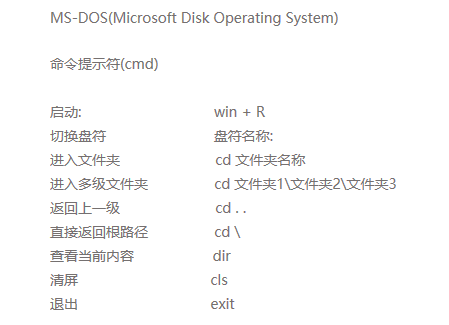 MS-DOS(Microsoft Disk Operating System)
命令提示符(cmd)
启动: win + R
切换盘符 盘符名称:
进入文件夹 cd 文件夹名称
进入多级文件夹 cd 文件夹1\文件夹2\文件夹3
返回上一级 cd . .
直接返回根路径 cd \
查看当前内容 dir
清屏 cls
退出 exit